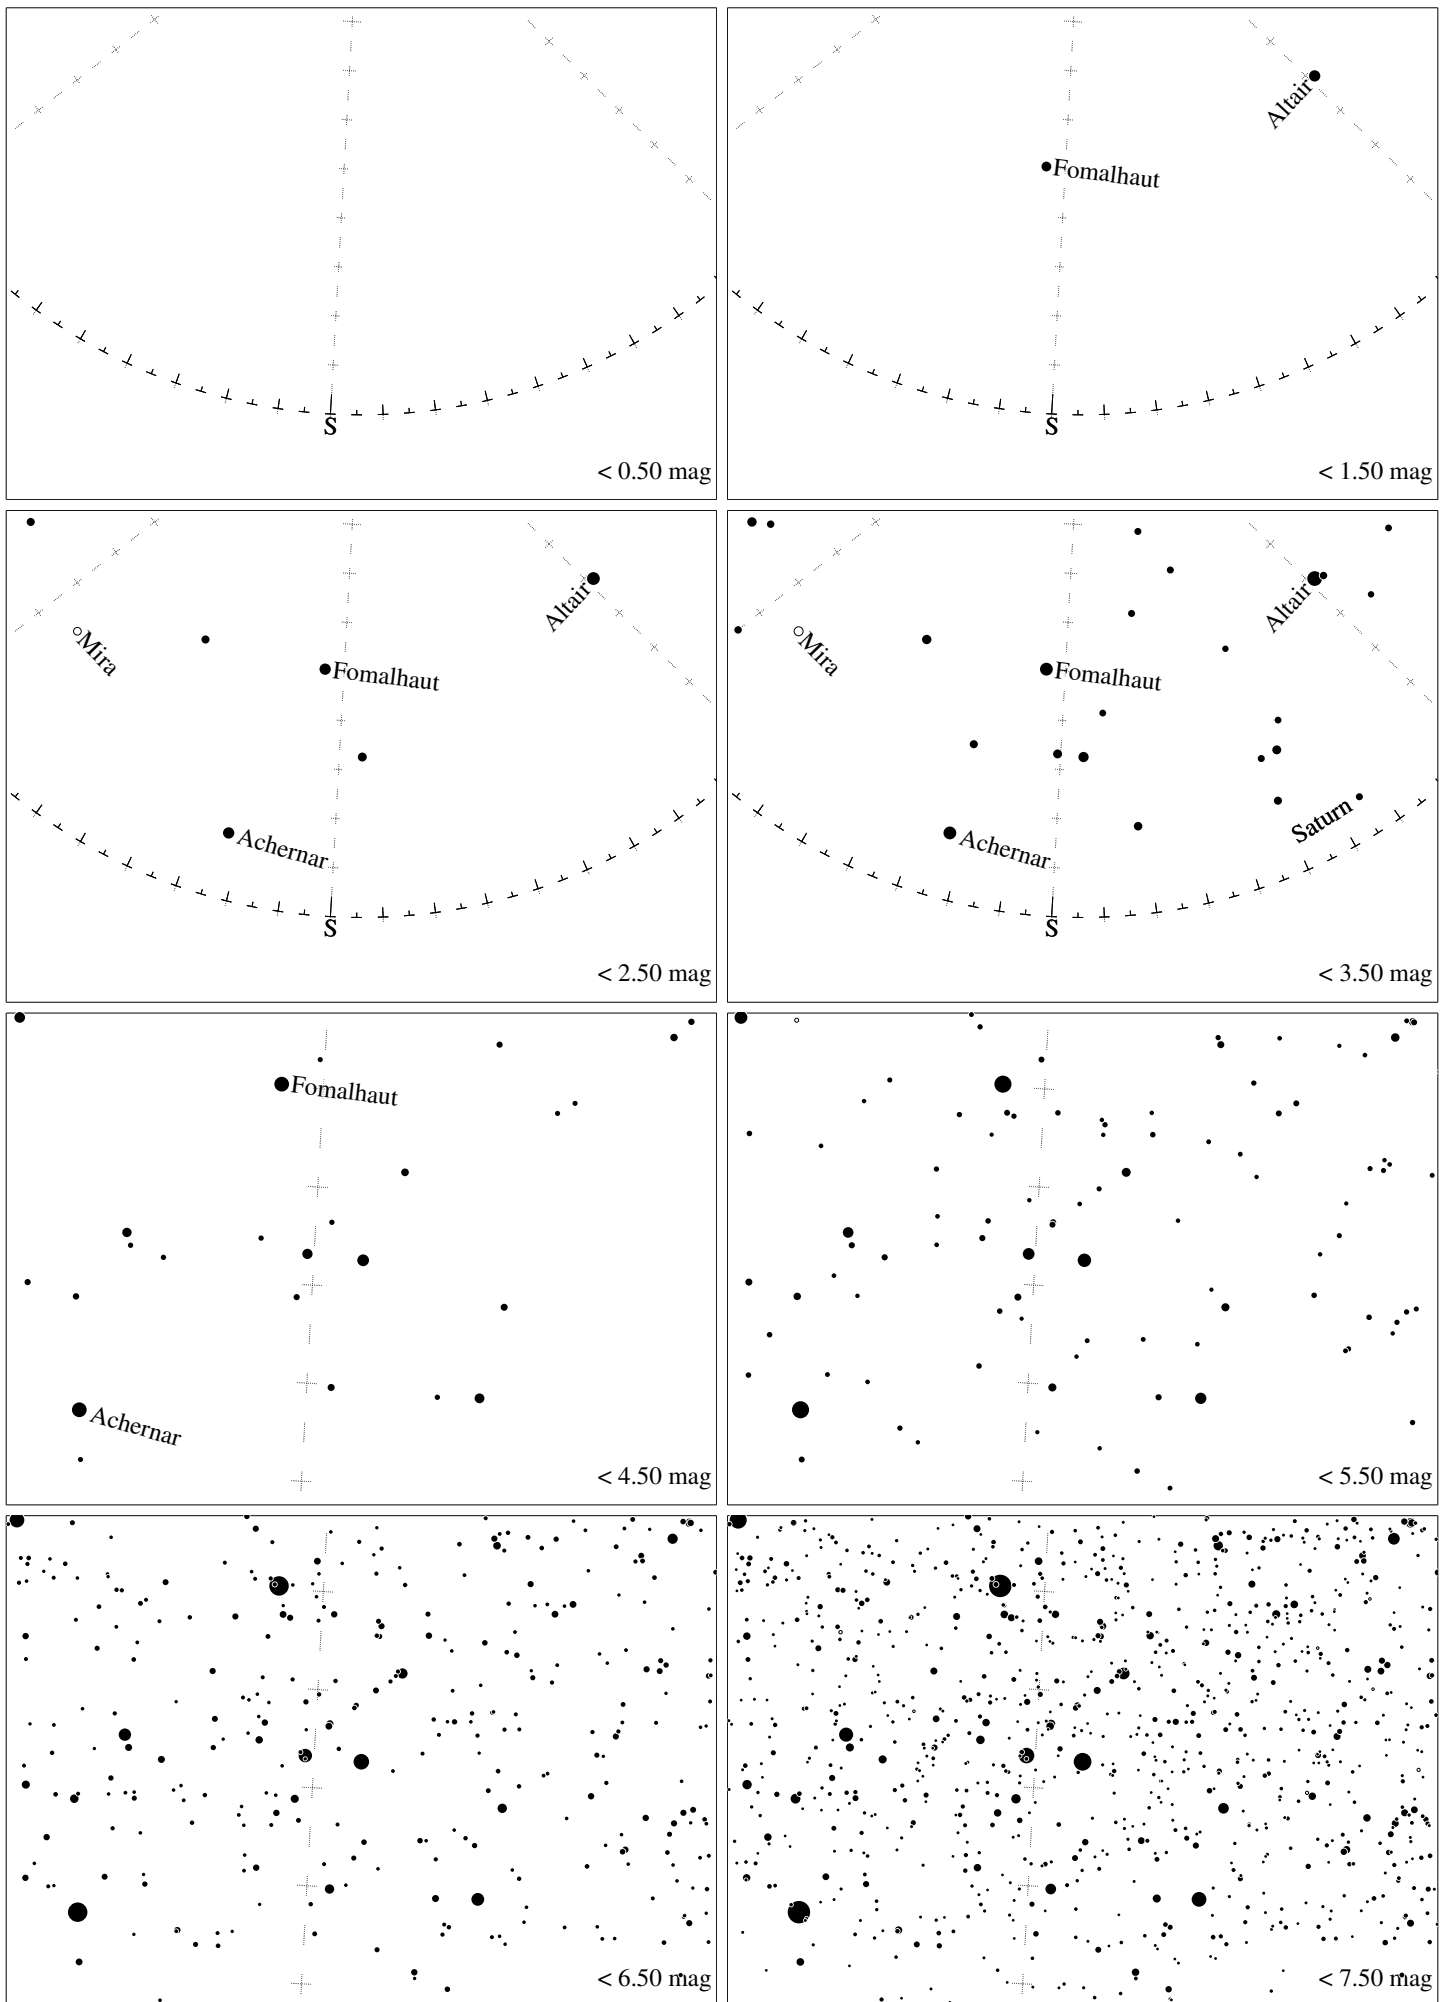 S
< 0.50 mag
Altair
Fomalhaut
S
< 1.50 mag
Altair
Mira
Fomalhaut
Achernar
S
< 2.50 mag
Altair
Mira
Fomalhaut
Achernar
Saturn
S
< 3.50 mag
Fomalhaut
Achernar
< 4.50 mag
< 5.50 mag
< 6.50 mag
< 7.50 mag